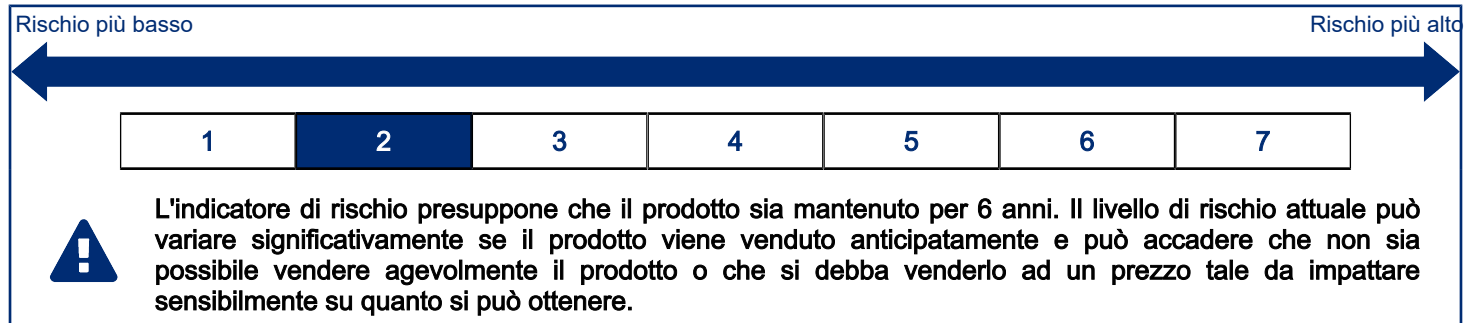 Rischio più basso Rischio più alto
1 2 3 4 5 6 7
L'indicatore di rischio presuppone che il prodotto sia mantenuto per 6 anni. Il livello di rischio attuale può
variare significativamente se il prodotto viene venduto anticipatamente e può accadere che non sia
possibile vendere agevolmente il prodotto o che si debba venderlo ad un prezzo tale da impattare
sensibilmente su quanto si può ottenere.